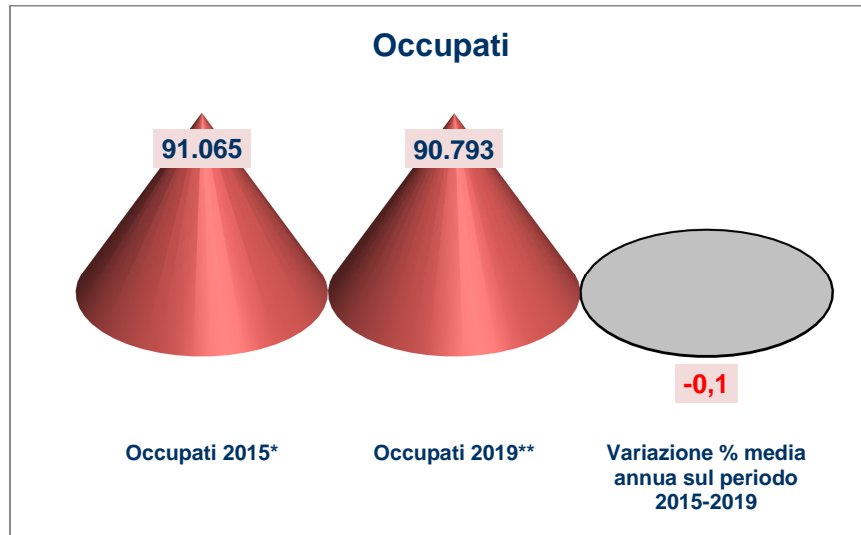 Occupati
91.065
90.793
-0,1
Occupati 2015*
Occupati 2019**
Variazione % media
annua sul periodo
2015-2019